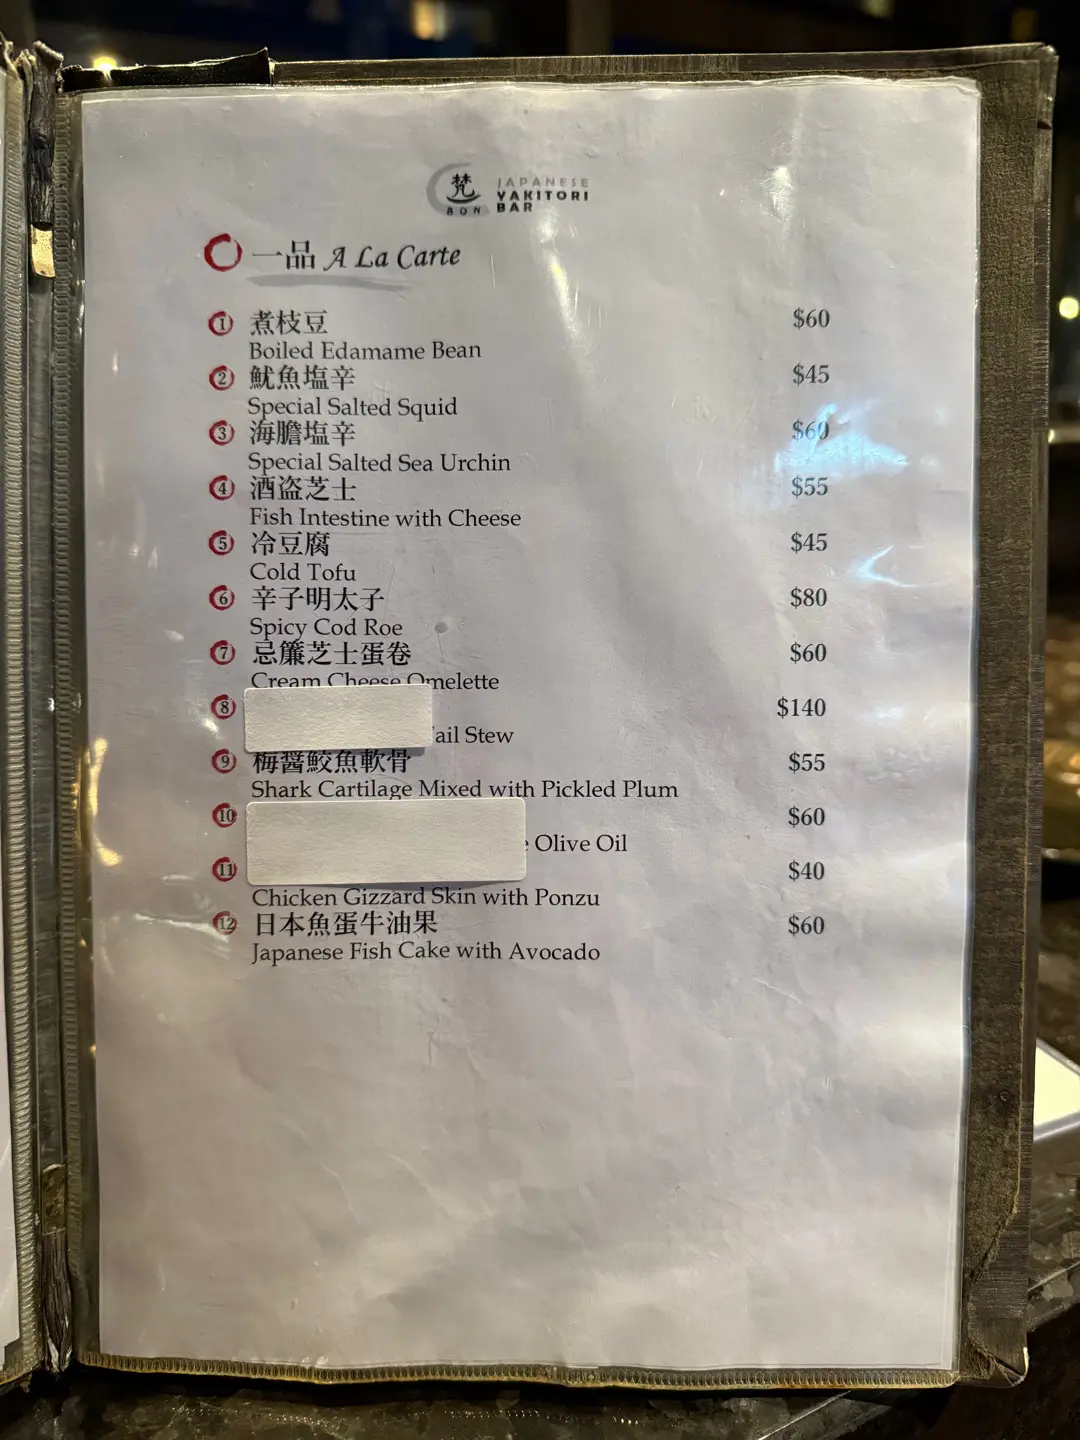 梵
BON
JAPANESE
YAKITORI
BAR
一品 A La Carte
1 煮枝豆 $60
Boiled Edamame Bean
2 魷魚塩辛 $45
Special Salted Squid
3 海膽塩辛 $60
Special Salted Sea Urchin
4 酒盗芝士 $55
Fish Intestine with Cheese
5 冷豆腐 $45
Cold Tofu
6 辛子明太子 $80
Spicy Cod Roe
7 忌簾芝士蛋卷 $60
Cream Cheese Omelette
8 $140
ail Stew
9 梅醤鮫魚軟骨 $55
Shark Cartilage Mixed with Pickled Plum
10 $60
Olive Oil
11 $40
Chicken Gizzard Skin with Ponzu
12 日本魚蛋牛油果 $60
Japanese Fish Cake with Avocado